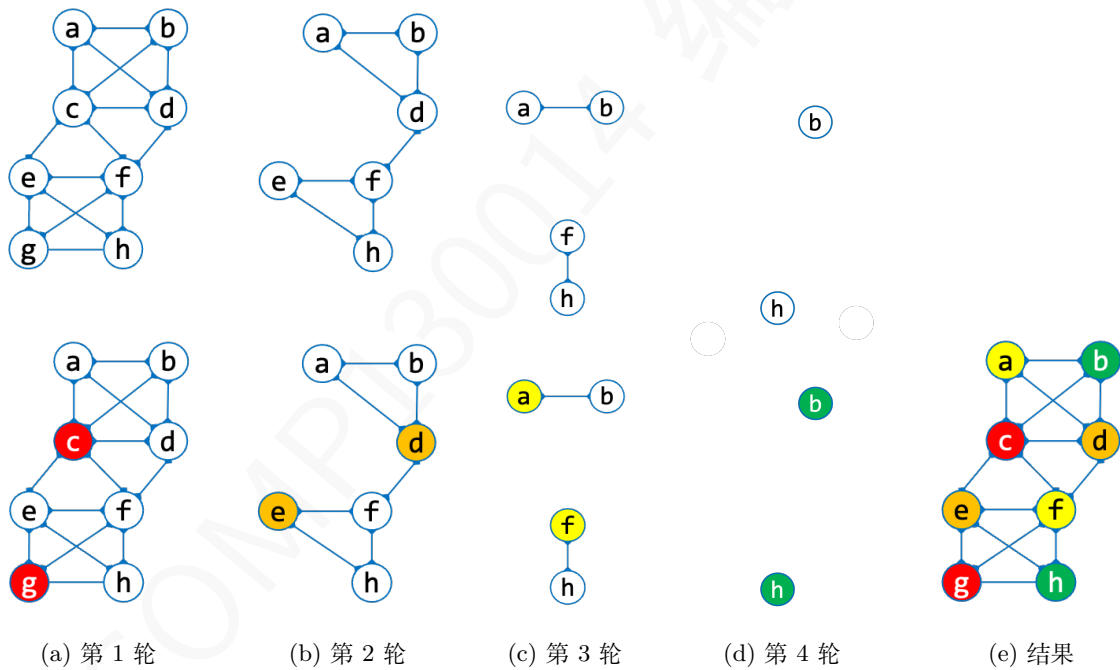 a b
c d
e f
g h
a b
d
e f
h
a b
f
h
b
h
a b
c d
e f
g h
a b
d
e f
h
a b
f
h
b
h
a b
c d
e f
g h
(a) 第 1 轮
(b) 第 2 轮
(c) 第 3 轮
(d) 第 4 轮
(e) 结果